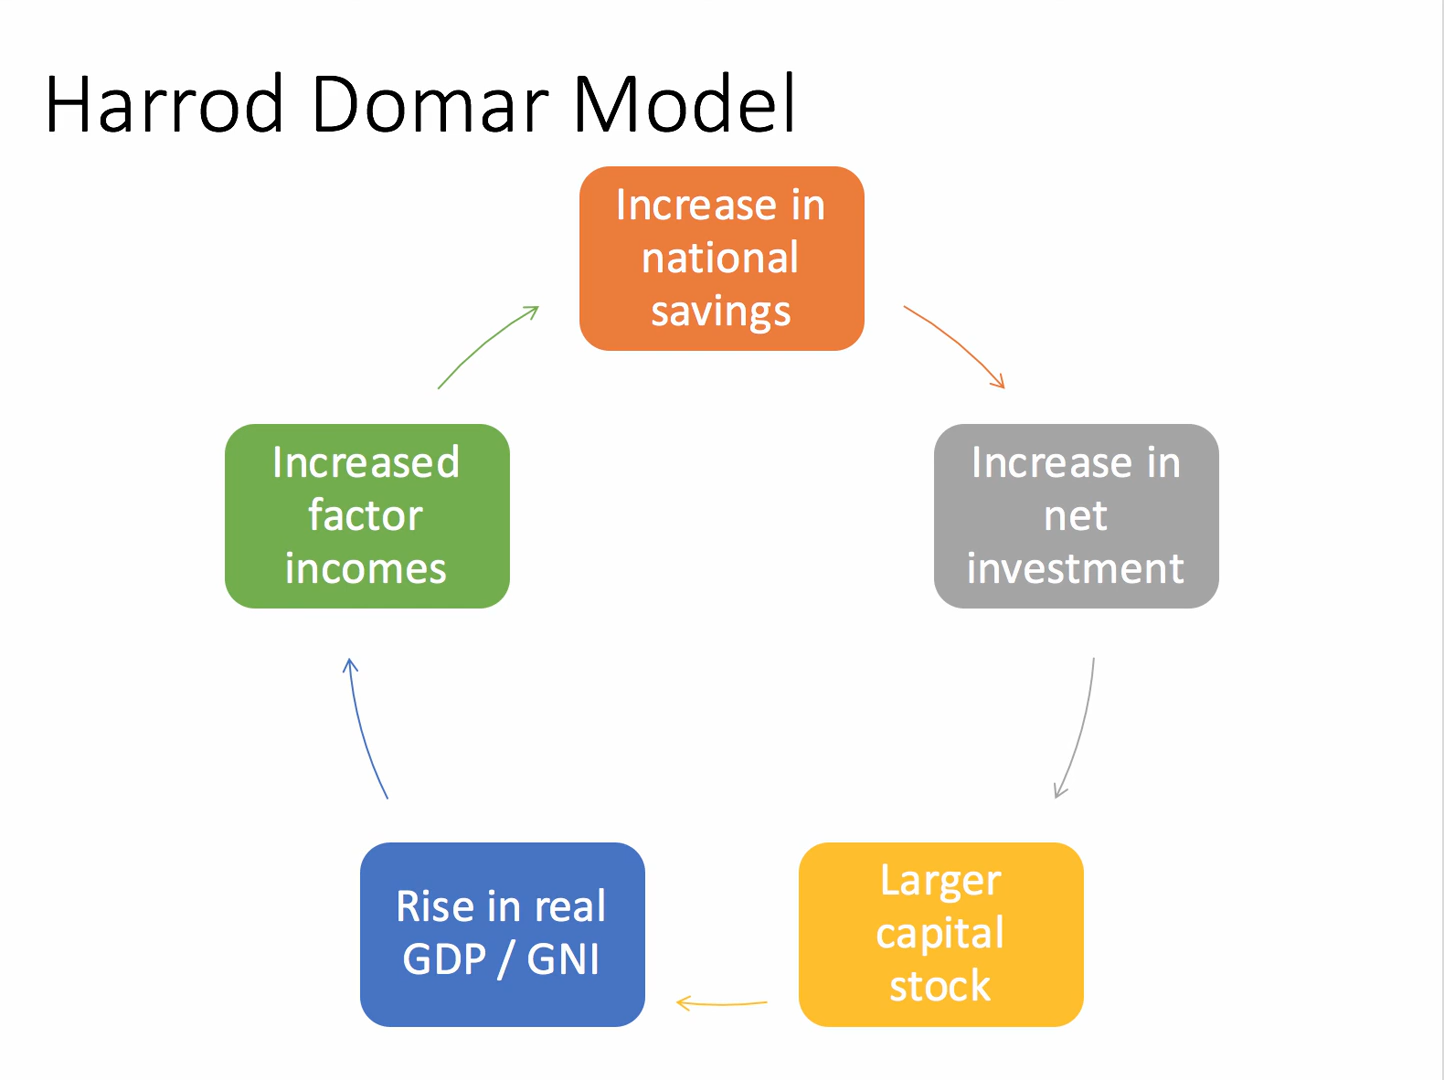 Harrod Domar Model
Increase in
national
savings
Increase in
net
investment
Larger
capital
stock
Rise in real
GDP / GNI
Increased
factor
incomes